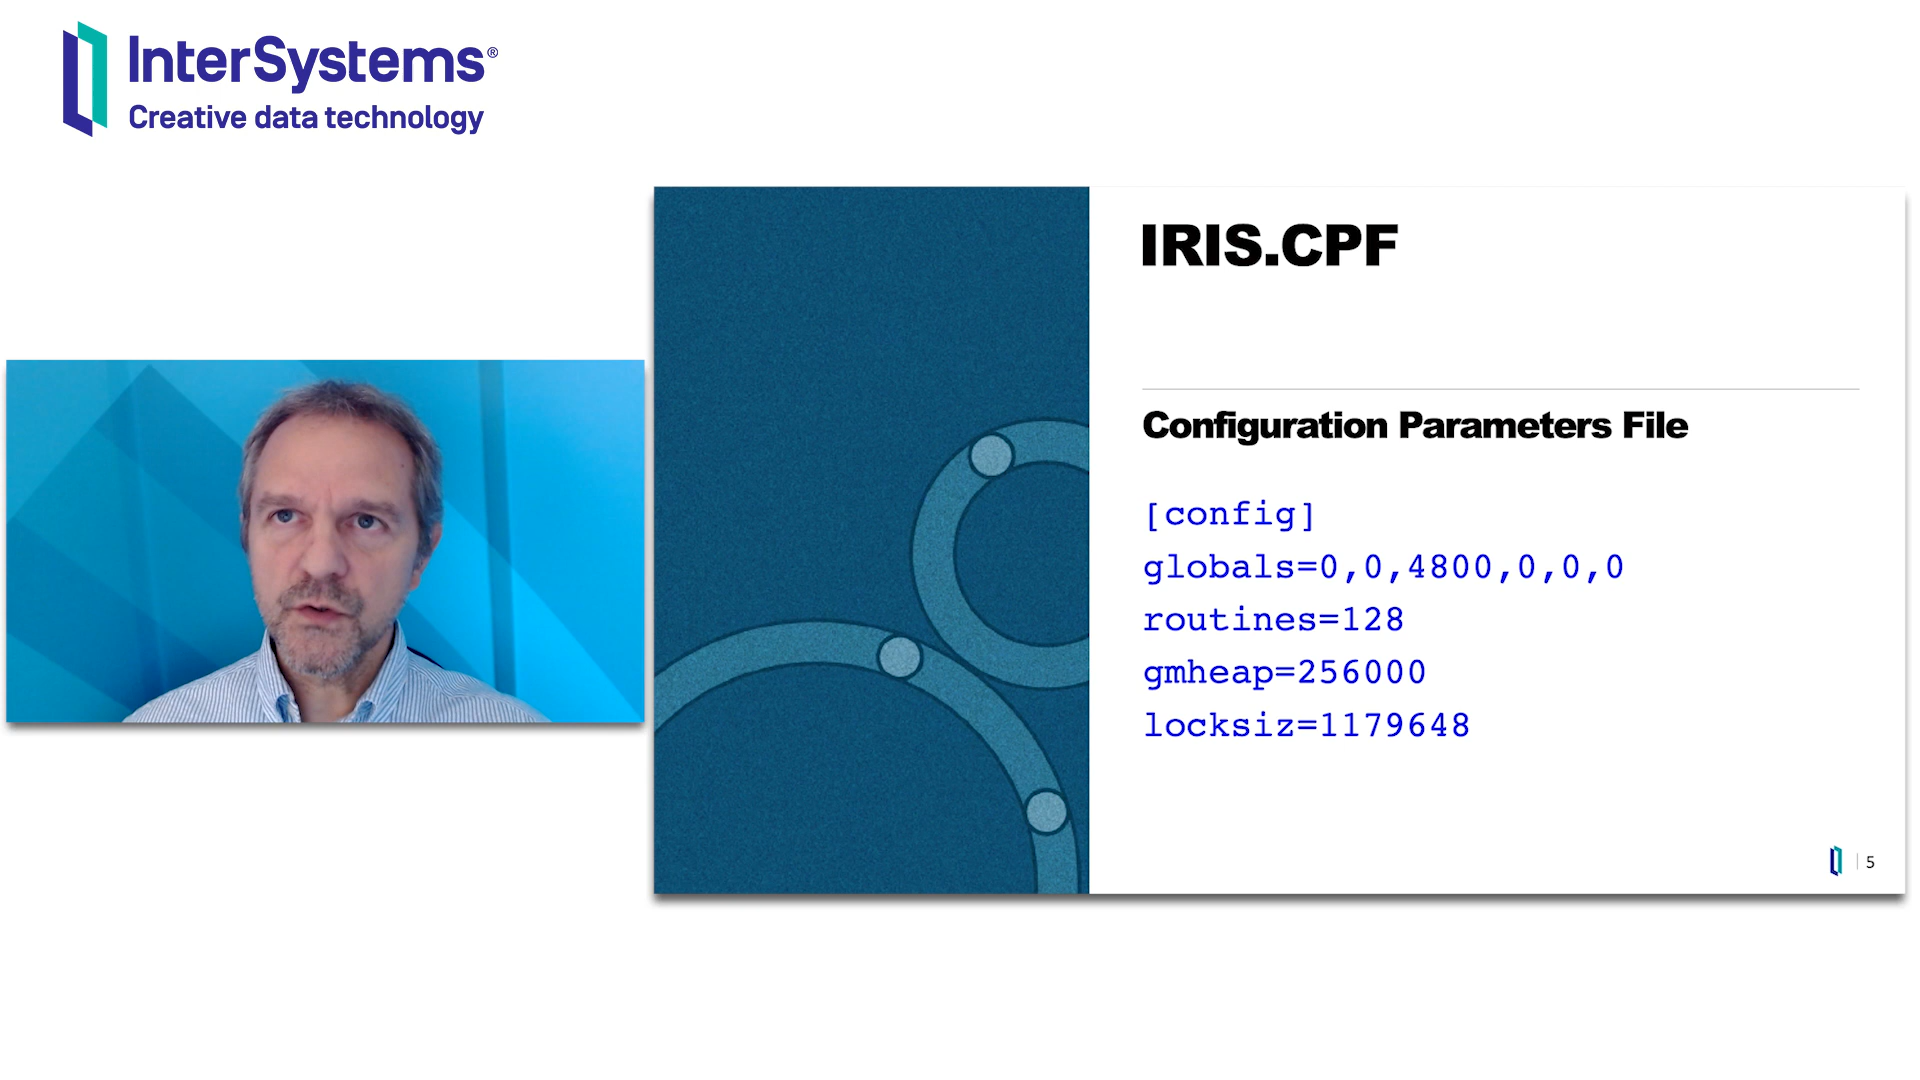 InterSystems®
Creative data technology
IRIS.CPF
Configuration Parameters File
[config]
globals=0,0,4800,0,0,0
routines=128
gmheap=256000
locksiz=1179648
5